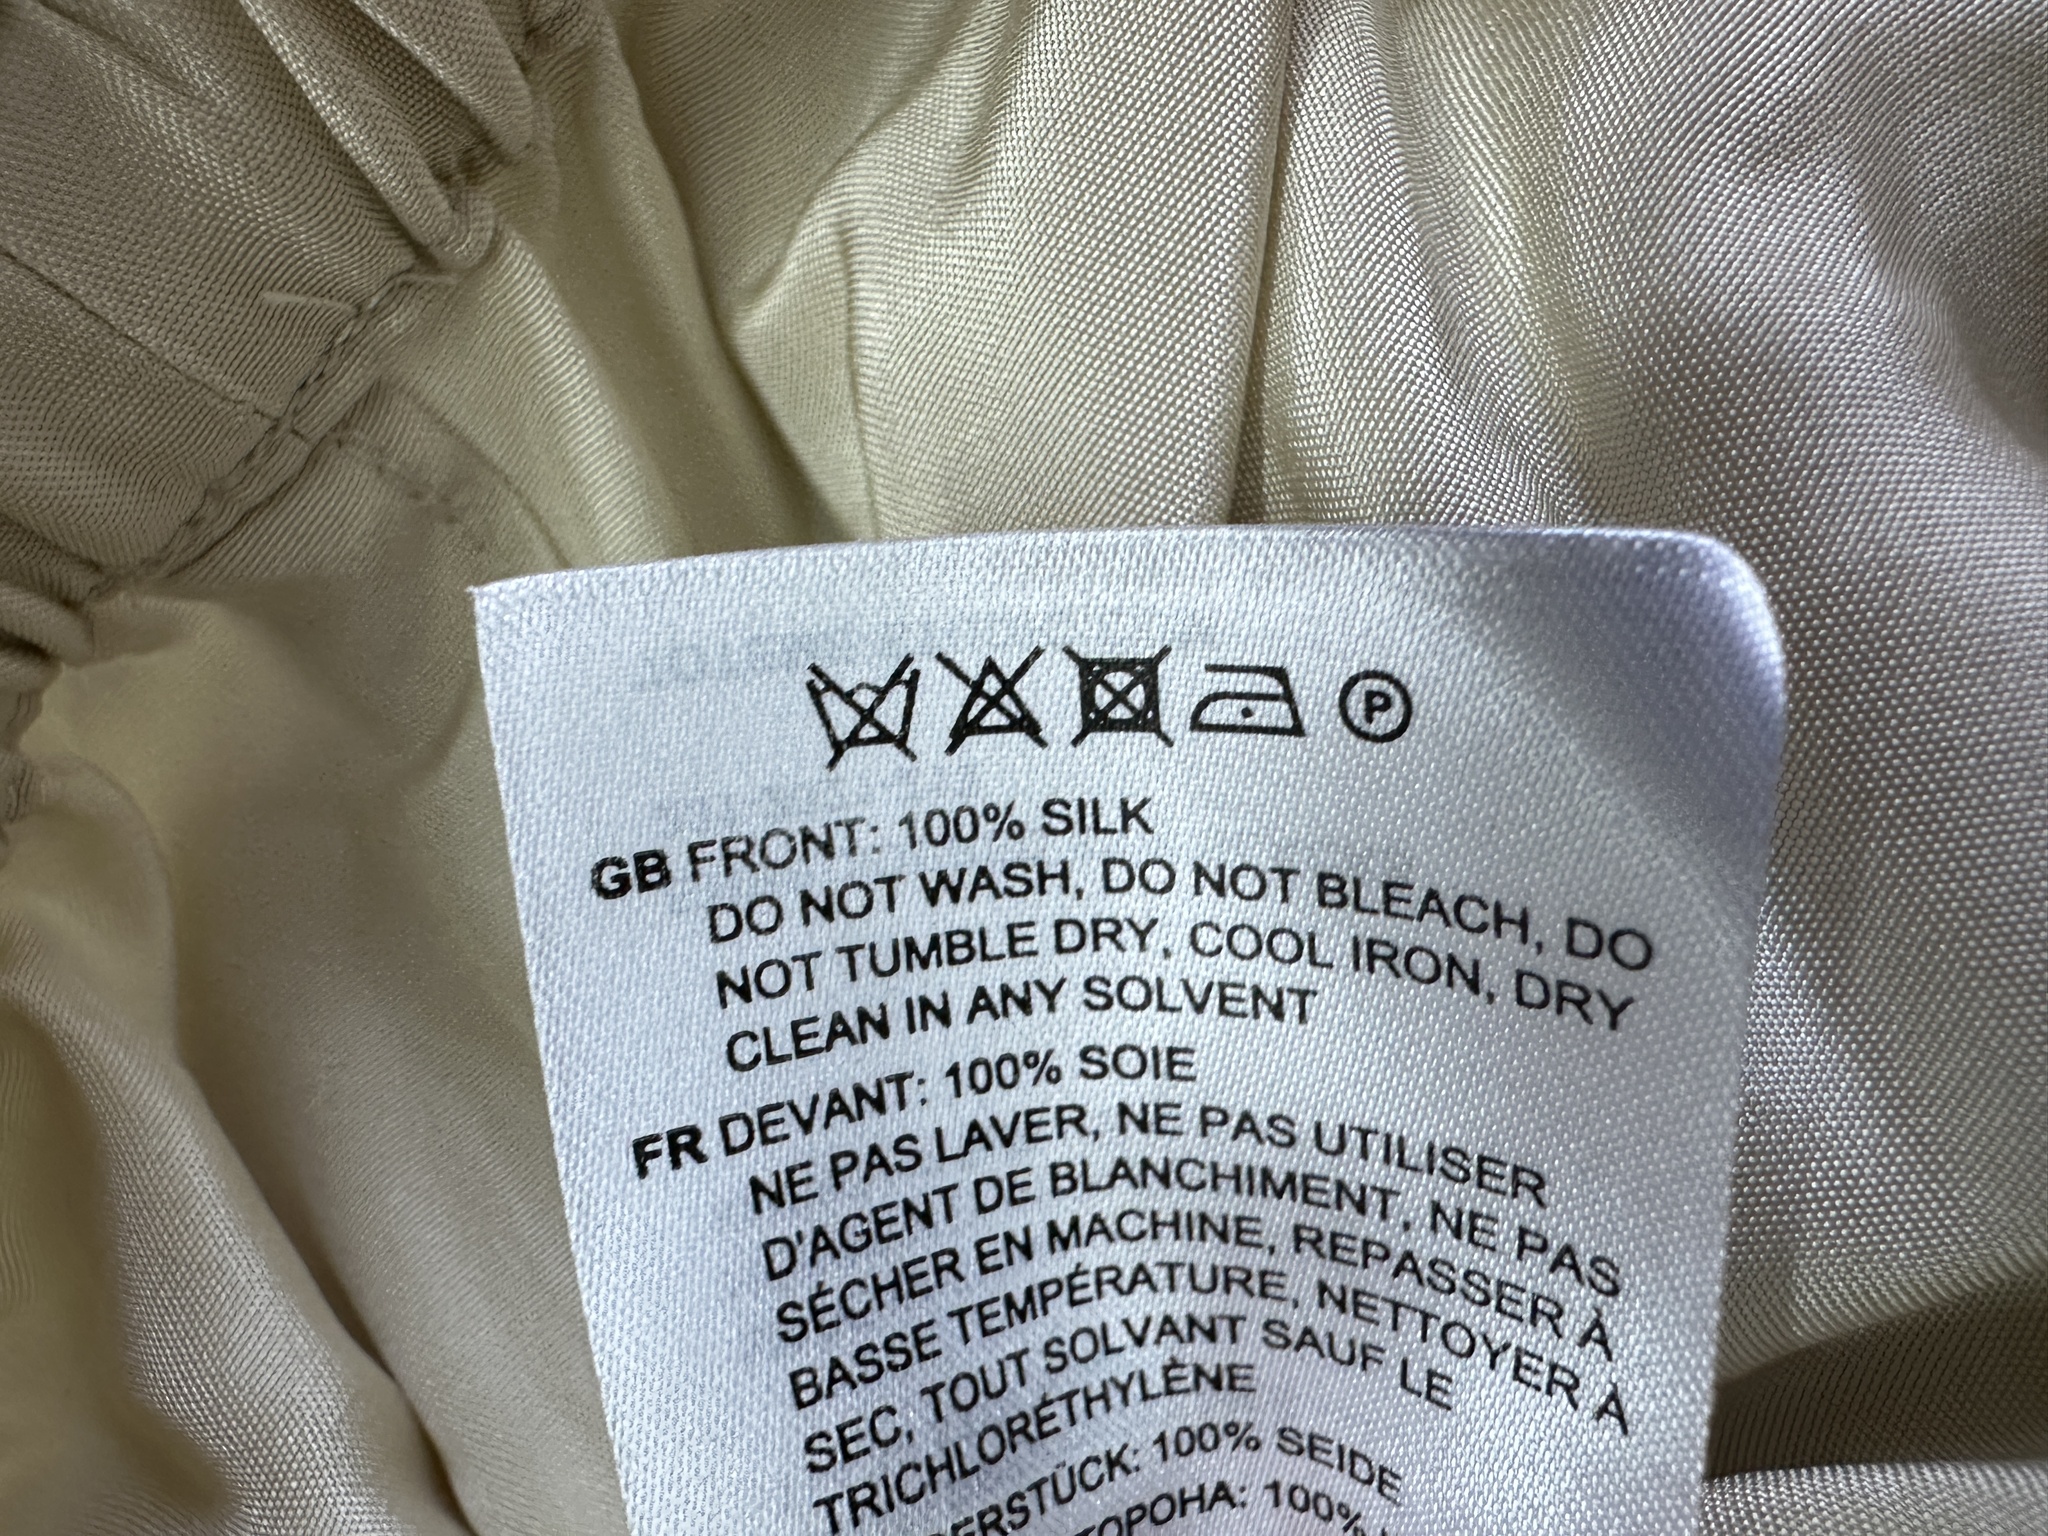 P
GB FRONT: 100% SILK
DO NOT WASH, DO NOT BLEACH, DO
NOT TUMBLE DRY, COOL IRON, DRY
CLEAN IN ANY SOLVENT
FR DEVANT: 100% SOIE
NE PAS LAVER, NE PAS UTILISER
D'AGENT DE BLANCHIMENT, NE PAS
SÉCHER EN MACHINE, REPASSER À
BASSE TEMPÉRATURE, NETTOYER À
SEC, TOUT SOLVANT SAUF LE
TRICHLORÉTHYLÈNE
ERSTÜCK: 100% SEIDE
ТОРОНА: 100%